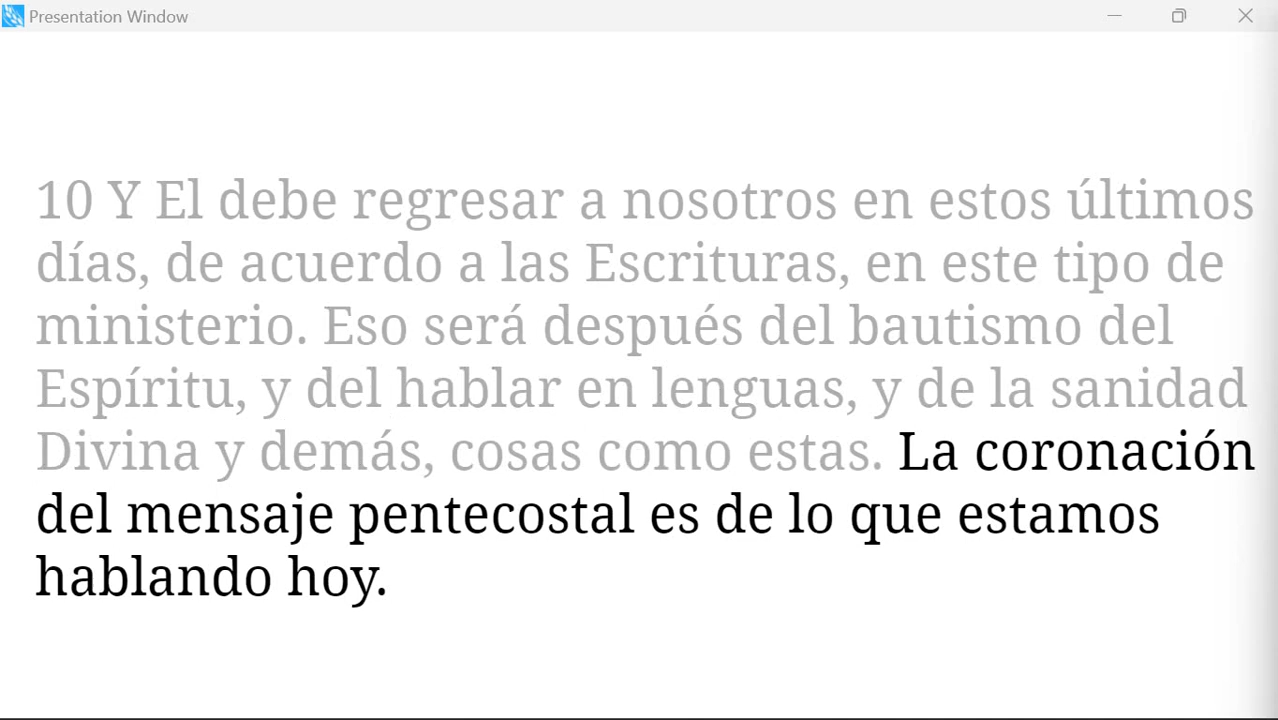 Presentation Window
10 Y El debe regresar a nosotros en estos últimos
días, de acuerdo a las Escrituras, en este tipo de
ministerio. Eso será después del bautismo del
Espíritu, y del hablar en lenguas, y de la sanidad
Divina y demás, cosas como estas. La coronación
del mensaje pentecostal es de lo que estamos
hablando hoy.